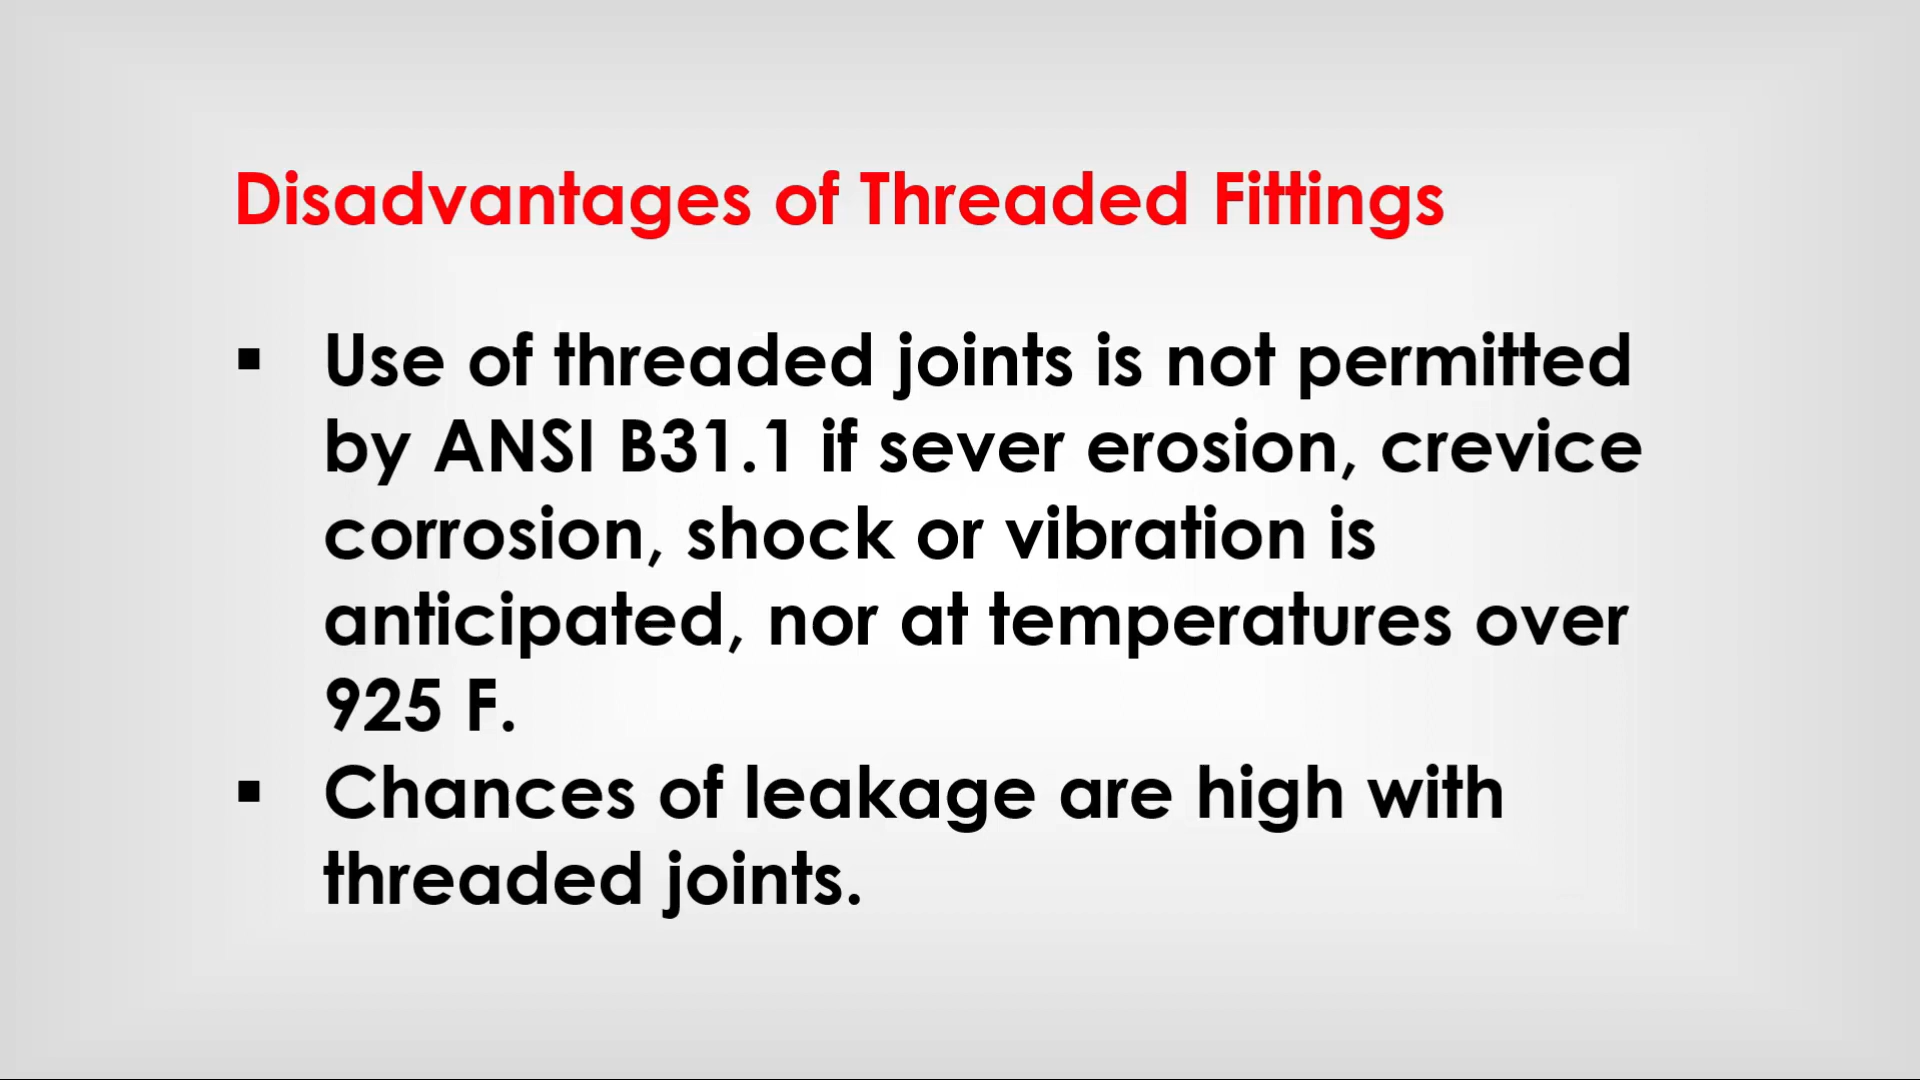 Disadvantages of Threaded Fittings
▪ Use of threaded joints is not permitted
by ANSI B31.1 if sever erosion, crevice
corrosion, shock or vibration is
anticipated, nor at temperatures over
925 F.
▪ Chances of leakage are high with
threaded joints.